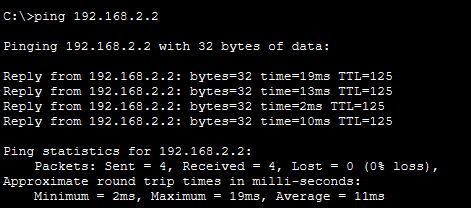 C:\>ping 192.168.2.2
Pinging 192.168.2.2 with 32 bytes of data:
Reply from 192.168.2.2: bytes=32 time=19ms TTL=125
Reply from 192.168.2.2: bytes=32 time=13ms TTL=125
Reply from 192.168.2.2: bytes=32 time=2ms TTL=125
Reply from 192.168.2.2: bytes=32 time=10ms TTL=125
Ping statistics for 192.168.2.2:
    Packets: Sent = 4, Received = 4, Lost = 0 (0% loss),
Approximate round trip times in milli-seconds:
    Minimum = 2ms, Maximum = 19ms, Average = 11ms